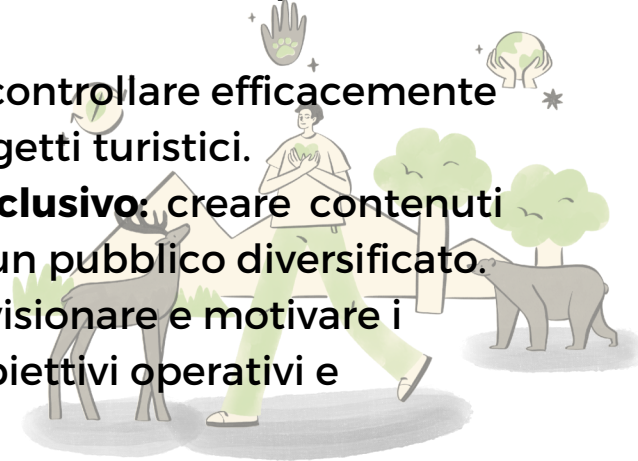 controllare efficacemente
getti turistici.
clusivo: creare contenuti
un pubblico diversificato.
visionare e motivare i
biettivi operativi e